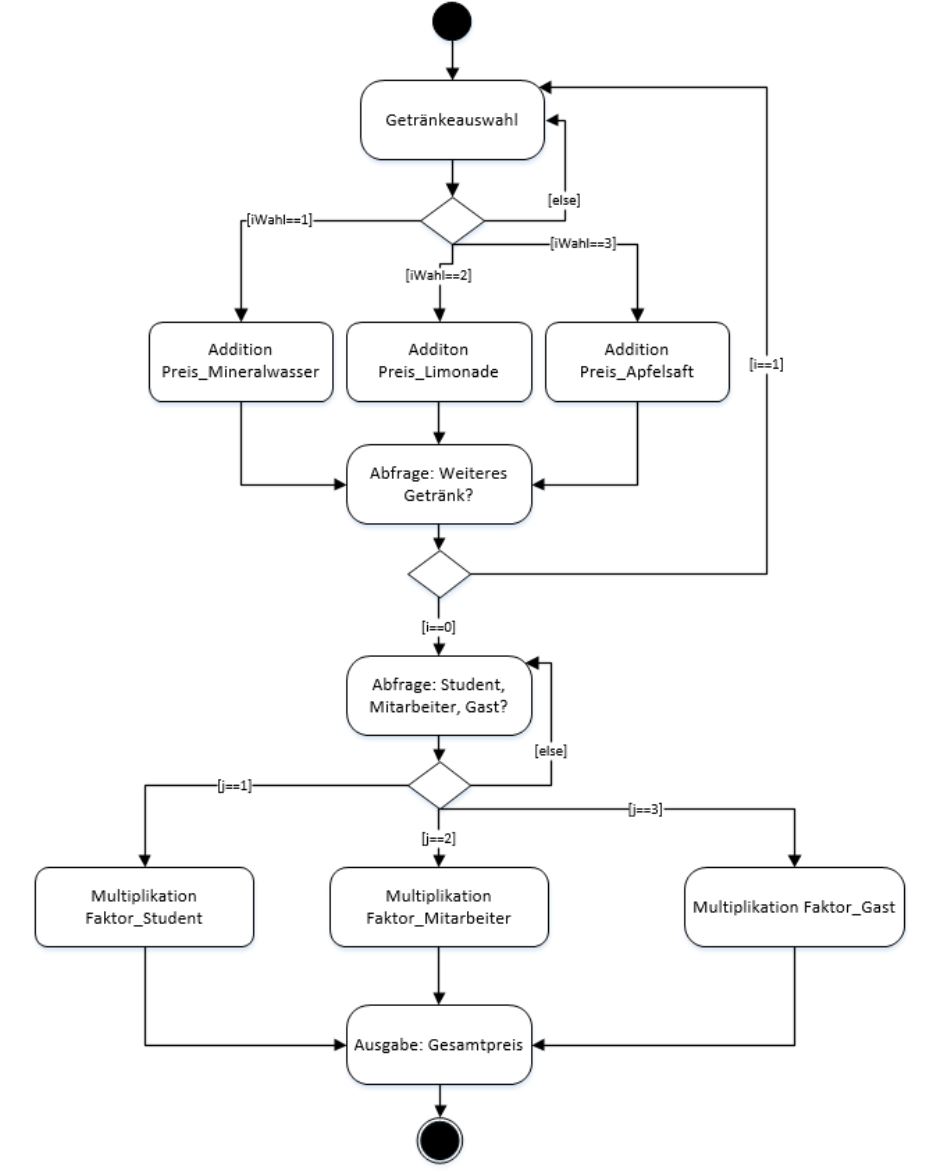 Getränkeauswahl
[else]
[iWahl==1]
[iWahl==3]
[iWahl==2]
Addition
Preis_Mineralwasser
Additon
Preis_Limonade
Addition
Preis_Apfelsaft
[i==1]
Abfrage: Weiteres
Getränk?
[i==0]
Abfrage: Student,
Mitarbeiter, Gast?
[else]
[j==1]
[j==3]
[j==2]
Multiplikation
Faktor_Student
Multiplikation
Faktor_Mitarbeiter
Multiplikation Faktor_Gast
Ausgabe: Gesamtpreis